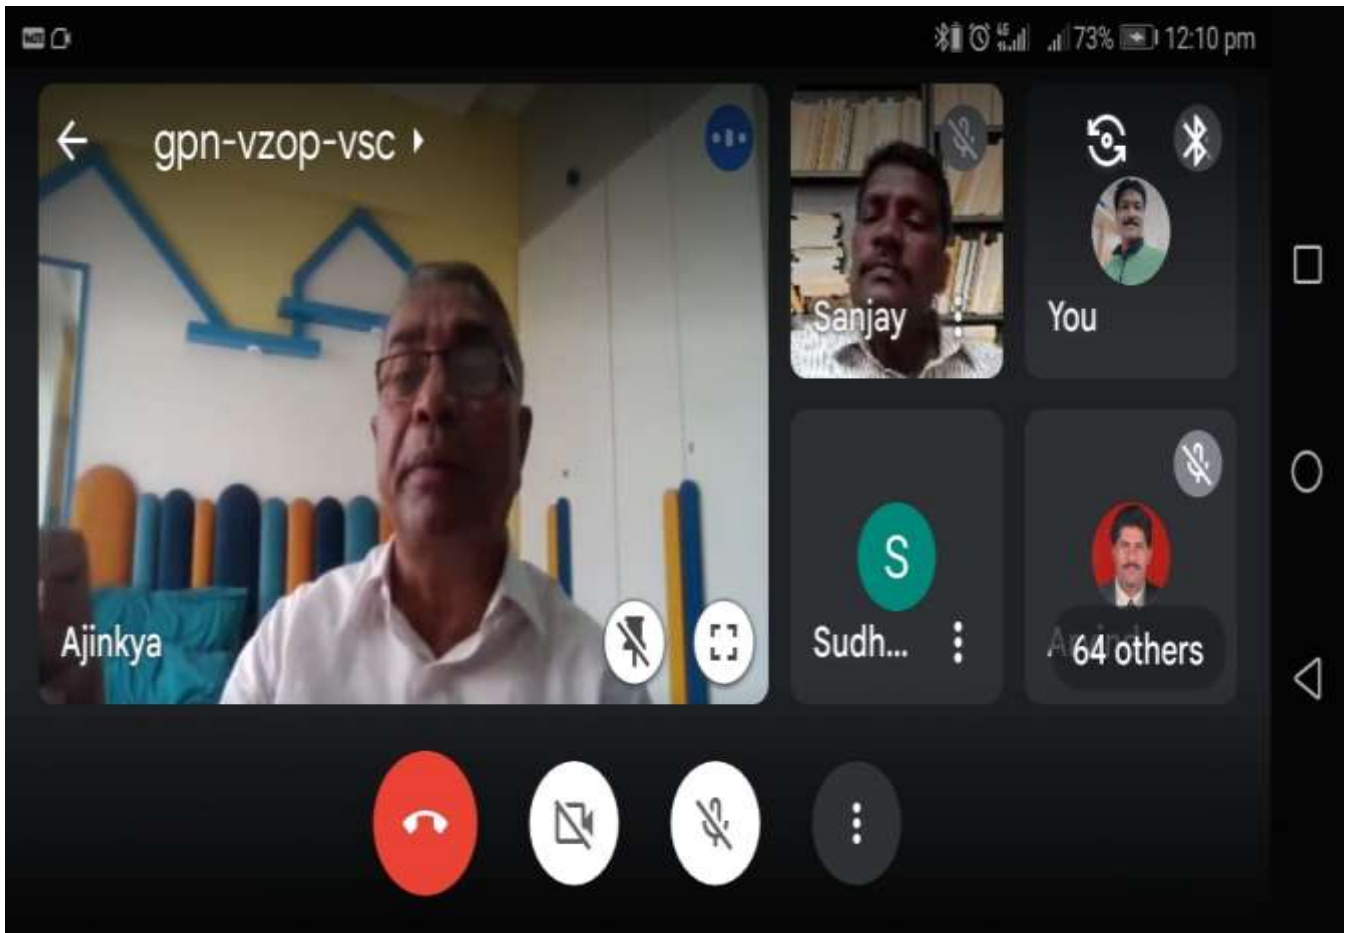 73% 12:10 pm
gpn-vzop-vsc
Sanjay
You
Ajinkya
S
Sudh...
64 others